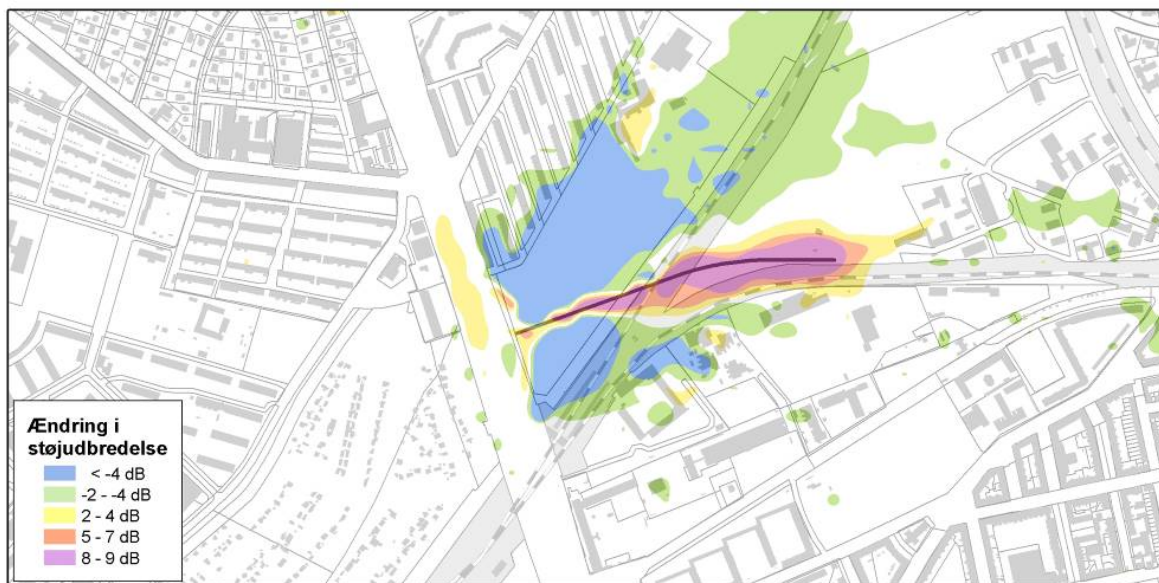 Ændring i
støjudbredelse
< -4 dB
-2 - -4 dB
2 - 4 dB
5 - 7 dB
8 - 9 dB